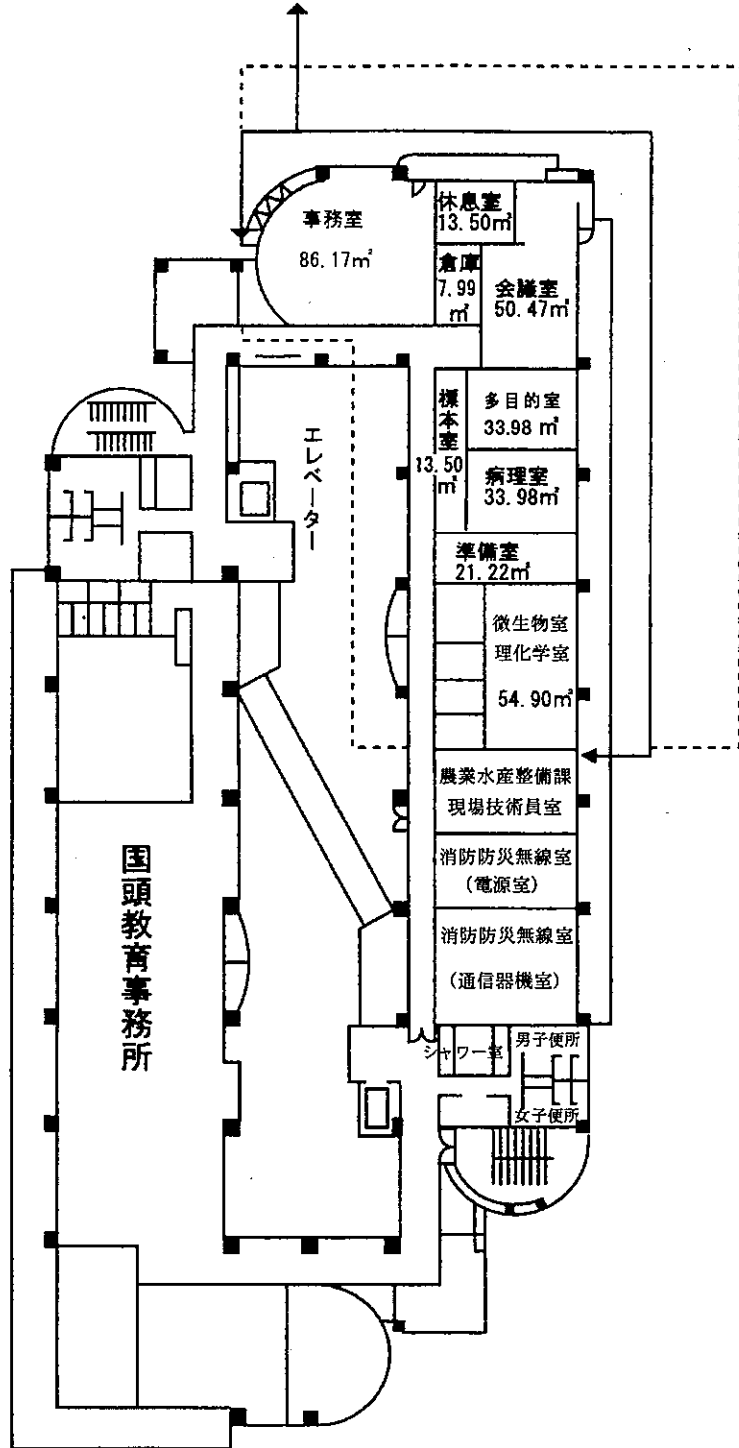 事務室
86.17㎡
休息室
13.50㎡
倉庫
7.99
㎡
会議室
50.47㎡
標本室
13.50
㎡
多目的室
33.98 ㎡
病理室
33.98㎡
準備室
21.22㎡
微生物室
理化学室
54.90㎡
エレベーター
農業水産整備課
現場技術員室
消防防災無線室
(電源室)
消防防災無線室
(通信器機室)
国頭教育事務所
シャワー室
男子便所
女子便所